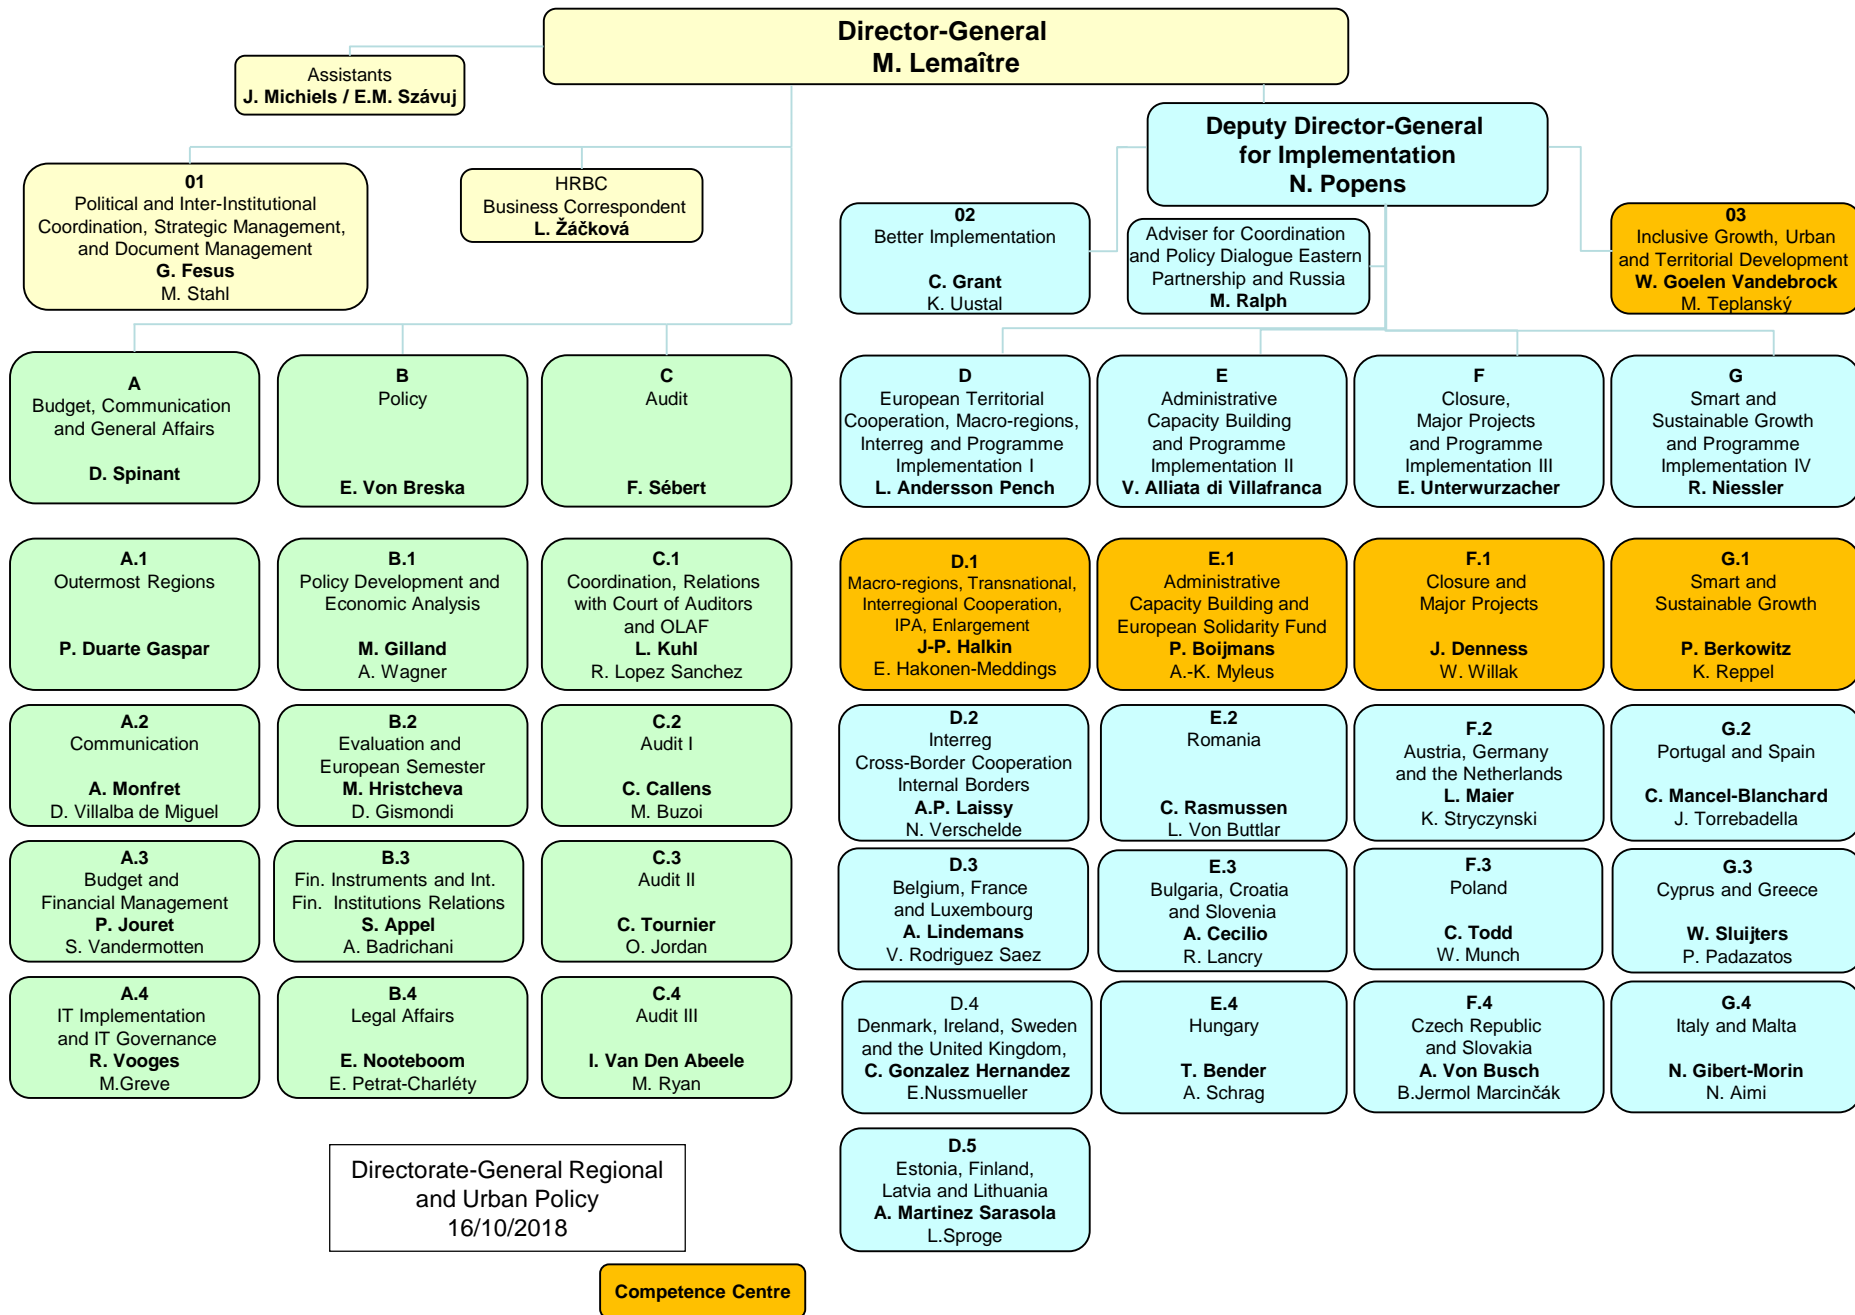 Director-General
M. Lemaître
Assistants
J. Michiels / E.M. Szávuj
Deputy Director-General
for Implementation
N. Popens
01
Political and Inter-Institutional
Coordination, Strategic Management,
and Document Management
G. Fesus
M. Stahl
HRBC
Business Correspondent
L. Žáčková
02
Better Implementation
C. Grant
K. Uustal
Adviser for Coordination
and Policy Dialogue Eastern
Partnership and Russia
M. Ralph
03
Inclusive Growth, Urban
and Territorial Development
W. Goelen Vandebrock
M. Teplanský
A
Budget, Communication
and General Affairs
D. Spinant
B
Policy
E. Von Breska
C
Audit
F. Sébert
D
European Territorial
Cooperation, Macro-regions,
Interreg and Programme
Implementation I
L. Andersson Pench
E
Administrative
Capacity Building
and Programme
Implementation II
V. Alliata di Villafranca
F
Closure,
Major Projects
and Programme
Implementation III
E. Unterwurzacher
G
Smart and
Sustainable Growth
and Programme
Implementation IV
R. Niessler
A.1
Outermost Regions
P. Duarte Gaspar
B.1
Policy Development and
Economic Analysis
M. Gilland
A. Wagner
C.1
Coordination, Relations
with Court of Auditors
and OLAF
L. Kuhl
R. Lopez Sanchez
D.1
Macro-regions, Transnational,
Interregional Cooperation,
IPA, Enlargement
J-P. Halkin
E. Hakonen-Meddings
E.1
Administrative
Capacity Building and
European Solidarity Fund
P. Boijmans
A.-K. Myleus
F.1
Closure and
Major Projects
J. Denness
W. Willak
G.1
Smart and
Sustainable Growth
P. Berkowitz
K. Reppel
A.2
Communication
A. Monfret
D. Villalba de Miguel
B.2
Evaluation and
European Semester
M. Hristcheva
D. Gismondi
C.2
Audit I
C. Callens
M. Buzoi
D.2
Interreg
Cross-Border Cooperation
Internal Borders
A.P. Laissy
N. Verschelde
E.2
Romania
C. Rasmussen
L. Von Buttlar
F.2
Austria, Germany
and the Netherlands
L. Maier
K. Stryczynski
G.2
Portugal and Spain
C. Mancel-Blanchard
J. Torrebadella
A.3
Budget and
Financial Management
P. Jouret
S. Vandermotten
B.3
Fin. Instruments and Int.
Fin. Institutions Relations
S. Appel
A. Badrichani
C.3
Audit II
C. Tournier
O. Jordan
D.3
Belgium, France
and Luxembourg
A. Lindemans
V. Rodriguez Saez
E.3
Bulgaria, Croatia
and Slovenia
A. Cecilio
R. Lancry
F.3
Poland
C. Todd
W. Munch
G.3
Cyprus and Greece
W. Sluijters
P. Padazatos
A.4
IT Implementation
and IT Governance
R. Vooges
M.Greve
B.4
Legal Affairs
E. Nooteboom
E. Petrat-Charléty
C.4
Audit III
I. Van Den Abeele
M. Ryan
D.4
Denmark, Ireland, Sweden
and the United Kingdom,
C. Gonzalez Hernandez
E.Nussmueller
E.4
Hungary
T. Bender
A. Schrag
F.4
Czech Republic
and Slovakia
A. Von Busch
B.Jermol Marcinčák
G.4
Italy and Malta
N. Gibert-Morin
N. Aimi
D.5
Estonia, Finland,
Latvia and Lithuania
A. Martinez Sarasola
L.Sproge
Directorate-General Regional
and Urban Policy
16/10/2018
Competence Centre